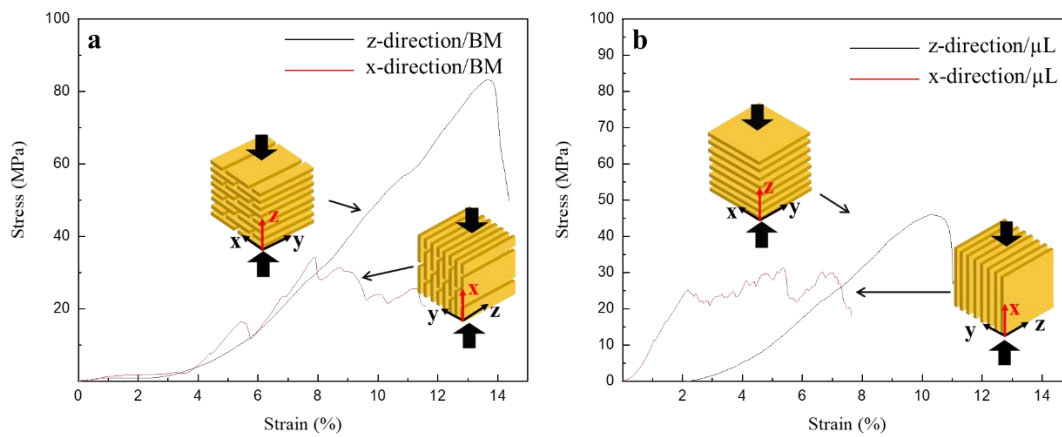 a
z-direction/BM
x-direction/BM
100
80
60
40
20
Stress (MPa)
z
x
y
x
y
z
0
2
4
6
8
10
12
14
Strain (%)
b
z-direction/µL
x-direction/µL
100
90
80
70
60
50
40
30
20
10
0
Stress (MPa)
z
x
y
x
y
z
2
4
6
8
10
12
14
Strain (%)